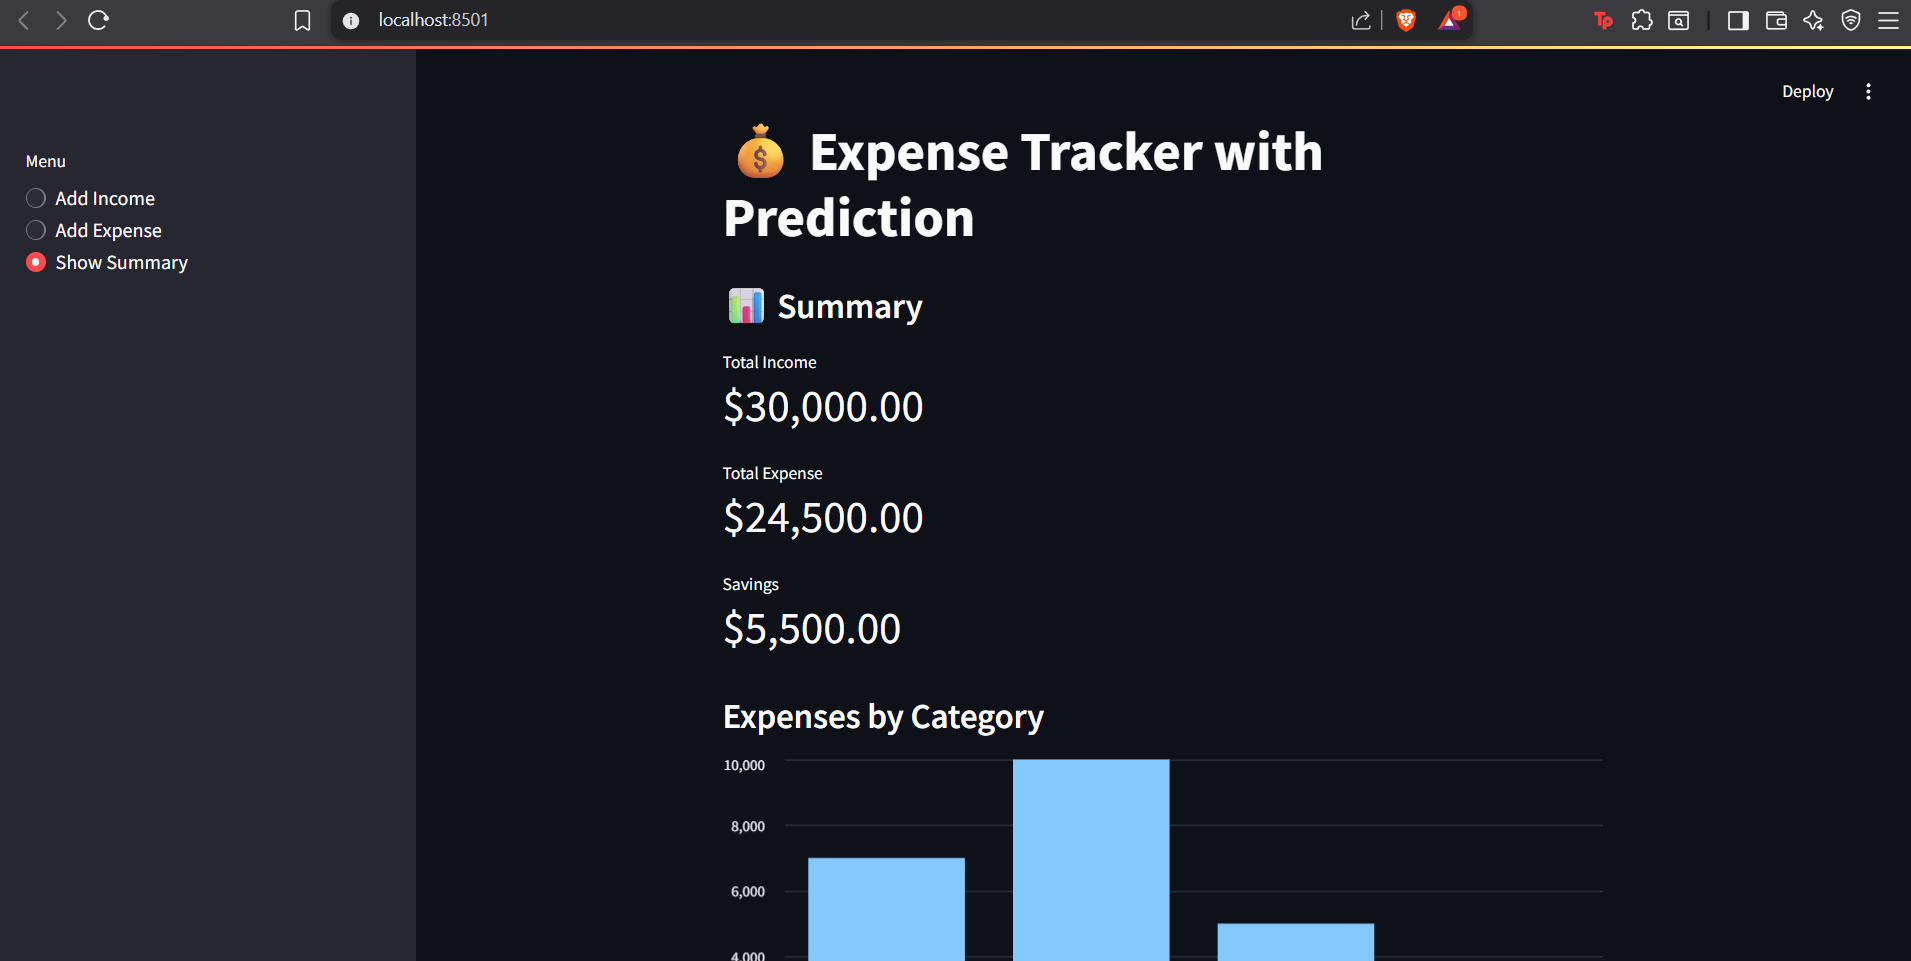 localhost:8501
1
Tp
Deploy
Menu
Add Income
Add Expense
Show Summary
Expense Tracker with
Prediction
Summary
Total Income
$30,000.00
Total Expense
$24,500.00
Savings
$5,500.00
Expenses by Category
10,000
8,000
6,000
4,000